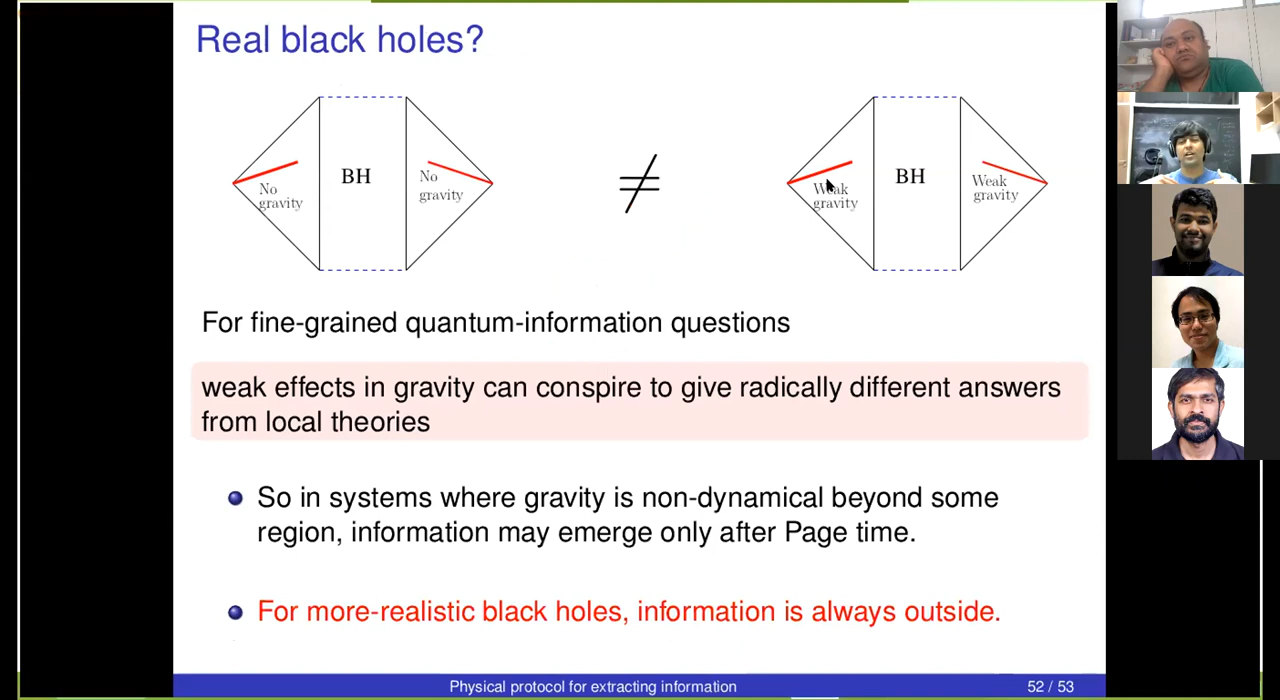 Real black holes?
No
gravity
BH
No
gravity
≠
Weak
gravity
BH
Weak
gravity
For fine-grained quantum-information questions
weak effects in gravity can conspire to give radically different answers
from local theories
So in systems where gravity is non-dynamical beyond some
region, information may emerge only after Page time.
For more-realistic black holes, information is always outside.
Physical protocol for extracting information
52 / 53